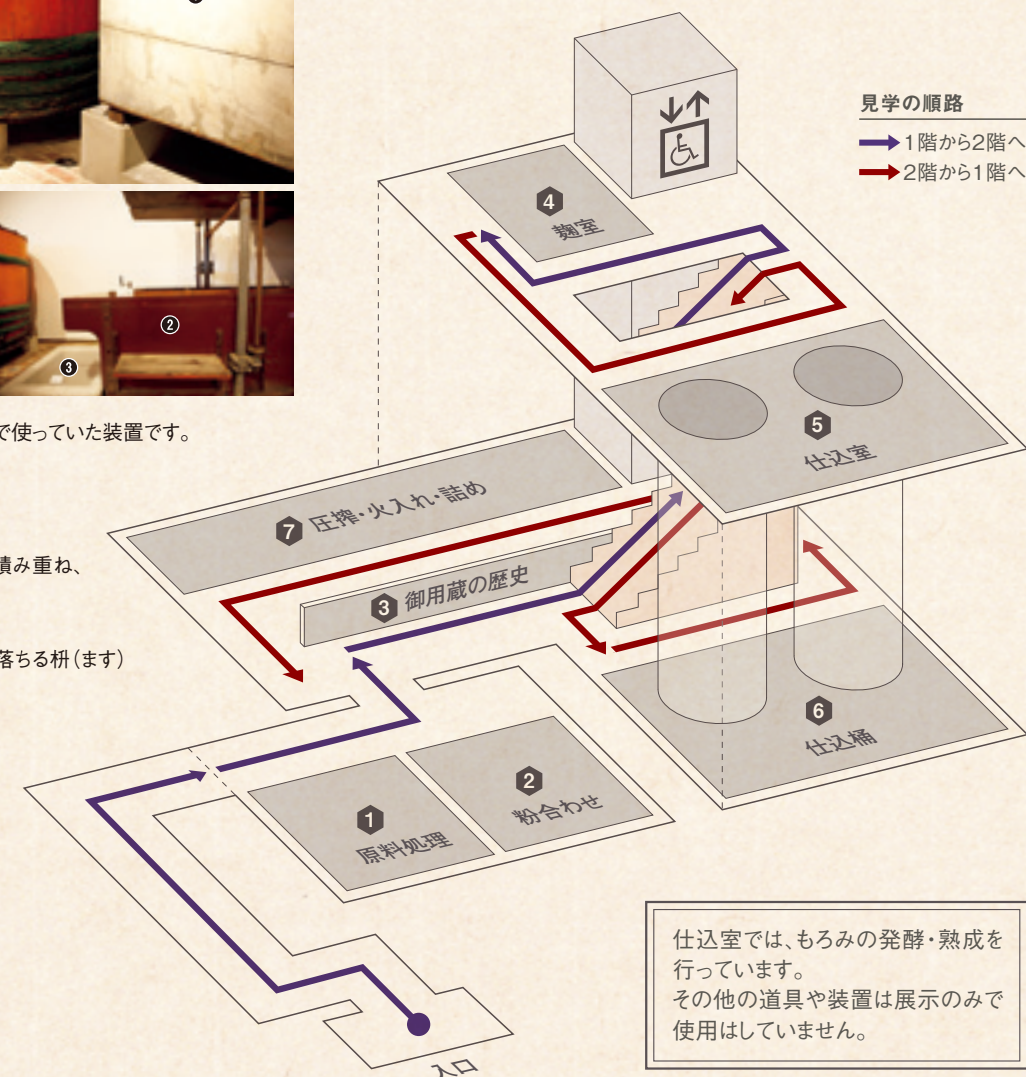 ②
③
で使っていた装置です。
積み重ね、
落ちる枡(ます)
見学の順路
1階から2階へ
2階から1階へ
4
麹室
5
仕込室
7 圧搾・火入れ・詰め
3 御用蔵の歴史
6
仕込桶
2
粉合わせ
1
原料処理
入口
仕込室では、もろみの発酵・熟成を
行っています。
その他の道具や装置は展示のみで
使用はしていません。